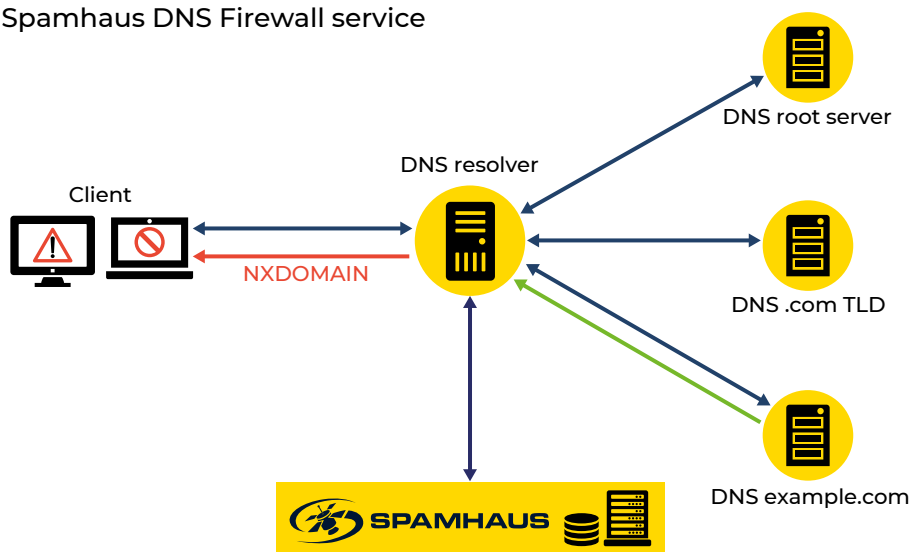 Spamhaus DNS Firewall service
DNS root server
DNS resolver
Client
NXDOMAIN
DNS .com TLD
DNS example.com
SPAMHAUS